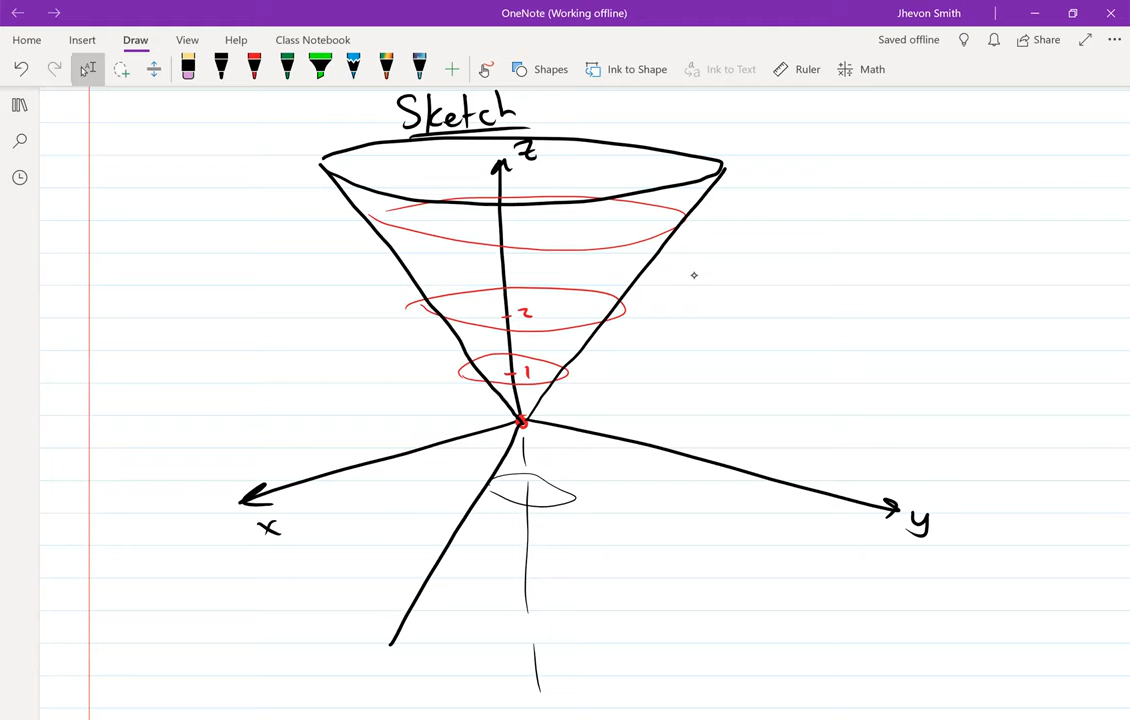 OneNote (Working offline)
Jhevon Smith
Home Insert Draw View Help Class Notebook
Saved offline
Share
Shapes
Ink to Shape
Ink to Text
Ruler
Math
Sketch
z
2
1
x
y